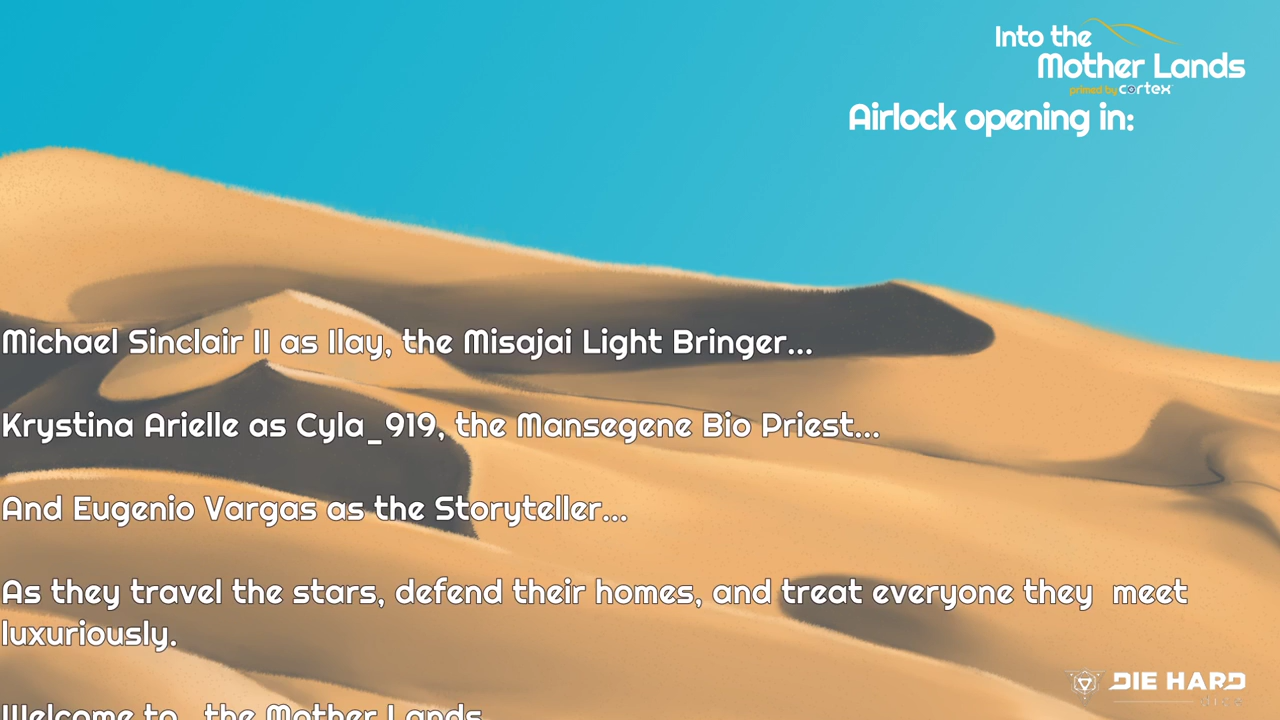 Into the
Mother Lands
primed by cortex
Airlock opening in:
Michael Sinclair II as Ilay, the Misajai Light Bringer...
Krystina Arielle as Cyla_919, the Mansegene Bio Priest...
And Eugenio Vargas as the Storyteller...
As they travel the stars, defend their homes, and treat everyone they  meet
luxuriously.
Welcome to   the Mother Lands
DIE HARD